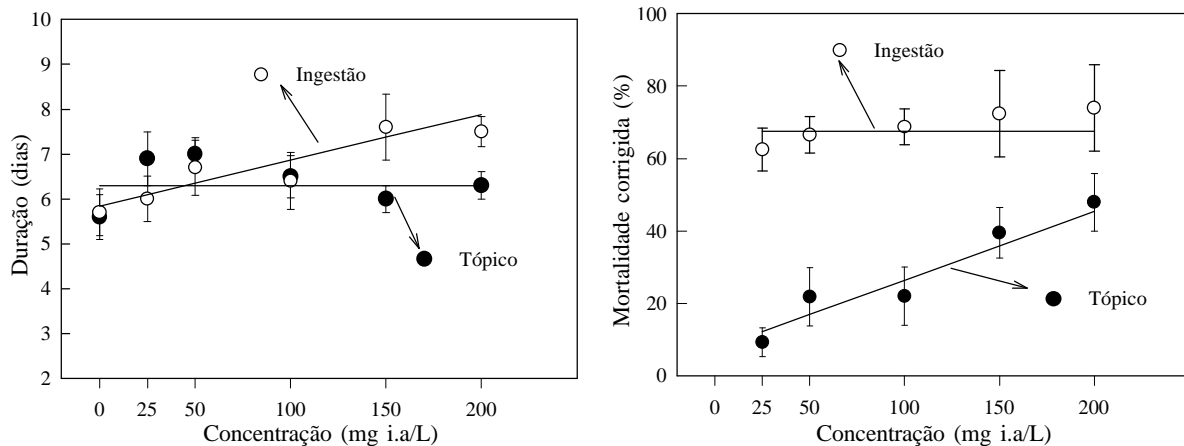 10
9
8
7
6
5
4
3
2
Duração (dias)
Ingestão
Tópico
0 25 50 100 150 200
Concentração (mg i.a/L)
100
80
60
40
20
0
Mortalidade corrigida (%)
Ingestão
Tópico
0 25 50 100 150 200
Concentração (mg i.a/L)